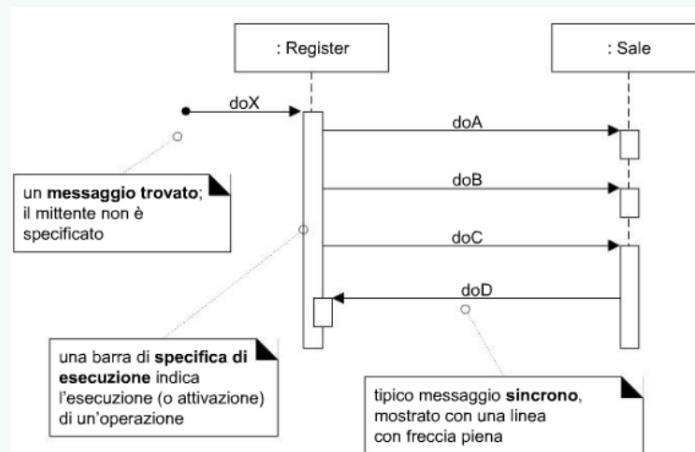 : Register
: Sale
doX
doA
doB
doC
doD
un messaggio trovato;
il mittente non è
specificato
una barra di specifica di
esecuzione indica
l'esecuzione (o attivazione)
di un'operazione
tipico messaggio sincrono,
mostrato con una linea
con freccia piena